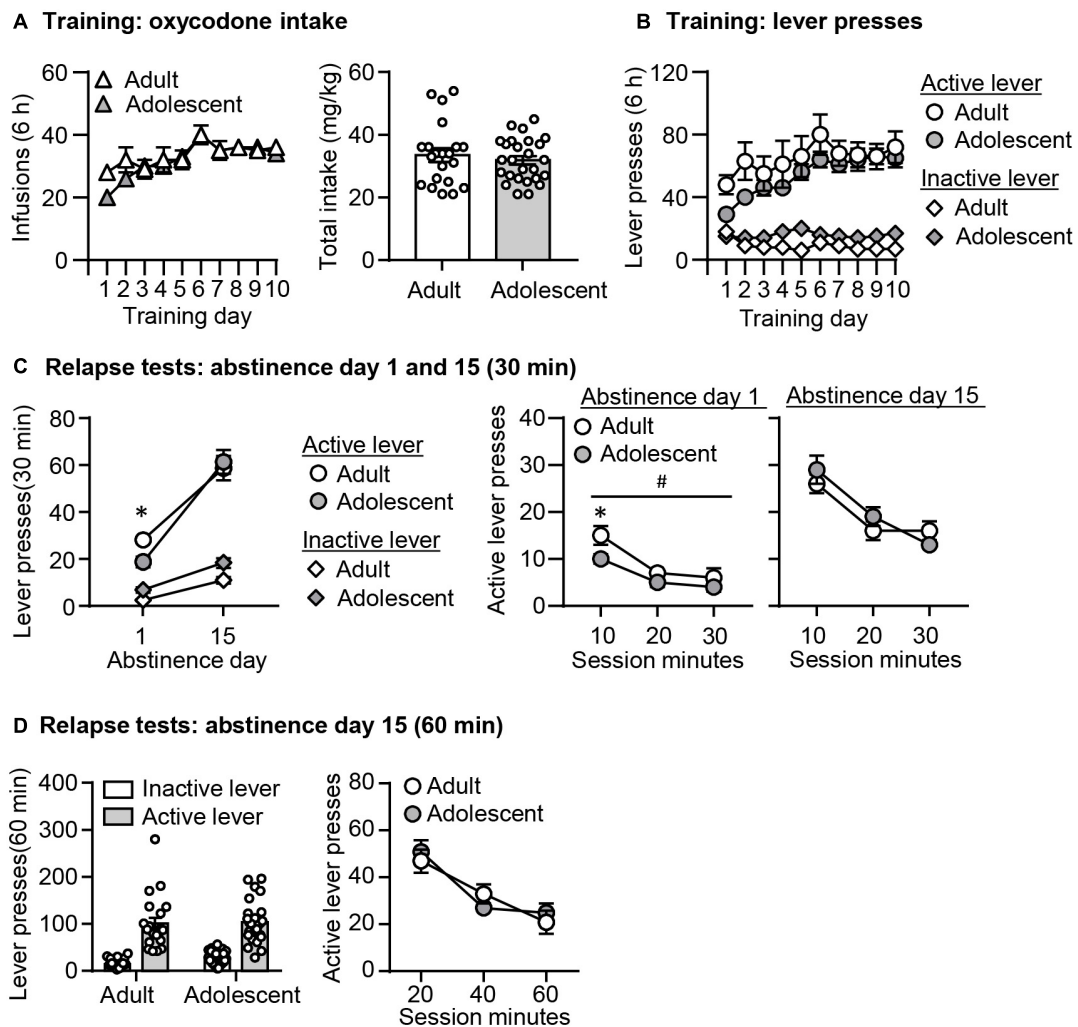 A Training: oxycodone intake
Infusions (6 h)
60
40
20
0
Adult
Adolescent
1 2 3 4 5 6 7 8 9 10
Training day
Total intake (mg/kg)
60
40
20
0
Adult Adolescent
B Training: lever presses
Lever presses (6 h)
120
80
40
0
1 2 3 4 5 6 7 8 9 10
Training day
Active lever
Adult
Adolescent
Inactive lever
Adult
Adolescent
C Relapse tests: abstinence day 1 and 15 (30 min)
Lever presses(30 min)
80
60
40
20
0
*
1 15
Abstinence day
Active lever
Adult
Adolescent
Inactive lever
Adult
Adolescent
Abstinence day 1
Active lever presses
40
30
20
10
0
Adult
Adolescent
#
*
10 20 30
Session minutes
Abstinence day 15
10 20 30
Session minutes
D Relapse tests: abstinence day 15 (60 min)
Lever presses(60 min)
400
300
200
100
0
Inactive lever
Active lever
Adult Adolescent
Active lever presses
80
60
40
20
0
Adult
Adolescent
20 40 60
Session minutes